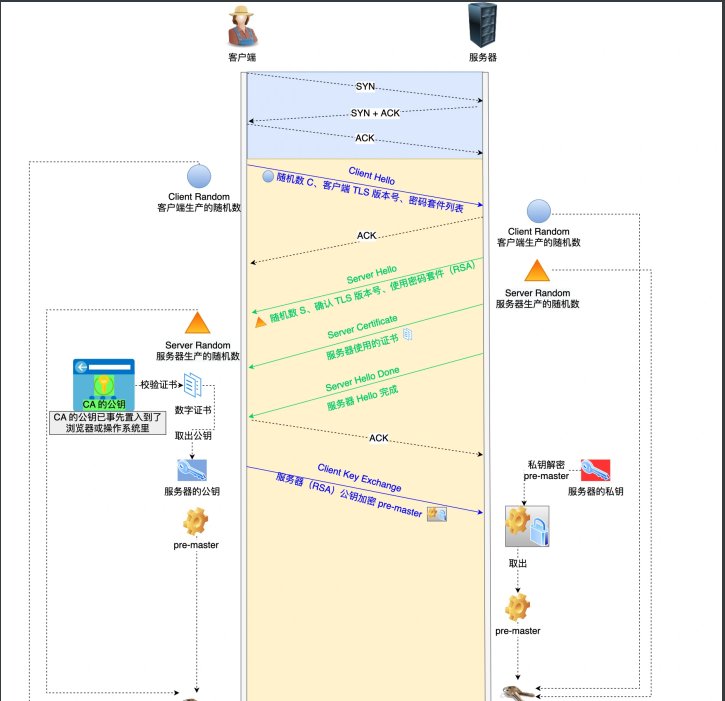 客户端
服务器
SYN
SYN + ACK
ACK
Client Hello
随机数 C、客户端 TLS 版本号、密码套件列表
Client Random
客户端生产的随机数
ACK
Client Random
客户端生产的随机数
Server Hello
随机数 S、确认 TLS 版本号、使用密码套件（RSA）
Server Random
服务器生产的随机数
Server Certificate
服务器使用的证书
Server Random
服务器生产的随机数
Server Hello Done
服务器 Hello 完成
校验证书
CA 的公钥
CA 的公钥已事先置入到了
浏览器或操作系统里
数字证书
取出公钥
ACK
服务器的公钥
Client Key Exchange
服务器（RSA）公钥加密 pre-master
私钥解密
pre-master
服务器的私钥
pre-master
取出
pre-master